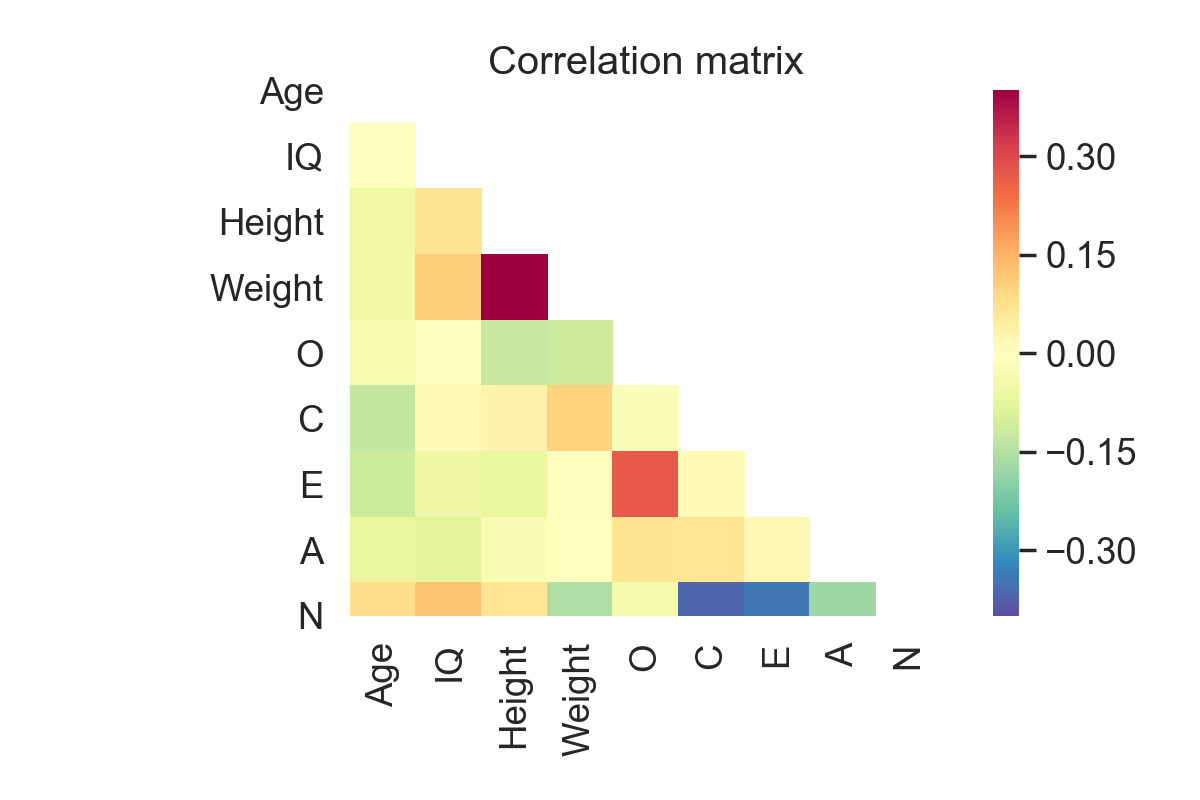 Correlation matrix
Age
IQ
Height
Weight
O
C
E
A
N
Age
IQ
Height
Weight
O
C
E
A
N
0.30
0.15
0.00
−0.15
−0.30